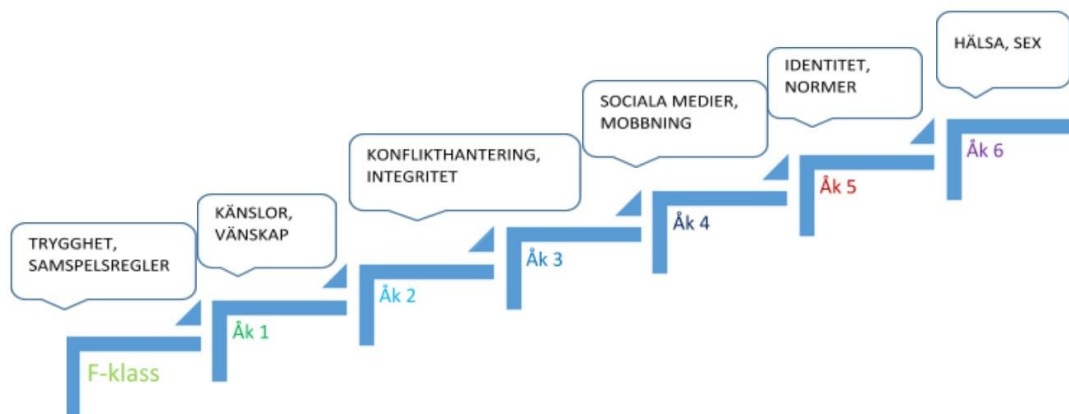 HÄLSA, SEX
IDENTITET,
NORMER
SOCIALA MEDIER,
MOBBNING
KONFLIKTHANTERING,
INTEGRITET
KÄNSLOR,
VÄNSKAP
TRYGGHET,
SAMSPELSREGLER
Åk 6
Åk 5
Åk 4
Åk 3
Åk 2
Åk 1
F-klass